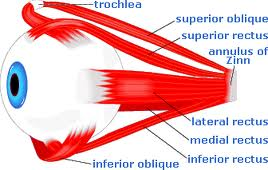 trochlea
superior oblique
superior rectus
annulus of
Zinn
lateral rectus
medial rectus
inferior rectus
inferior oblique